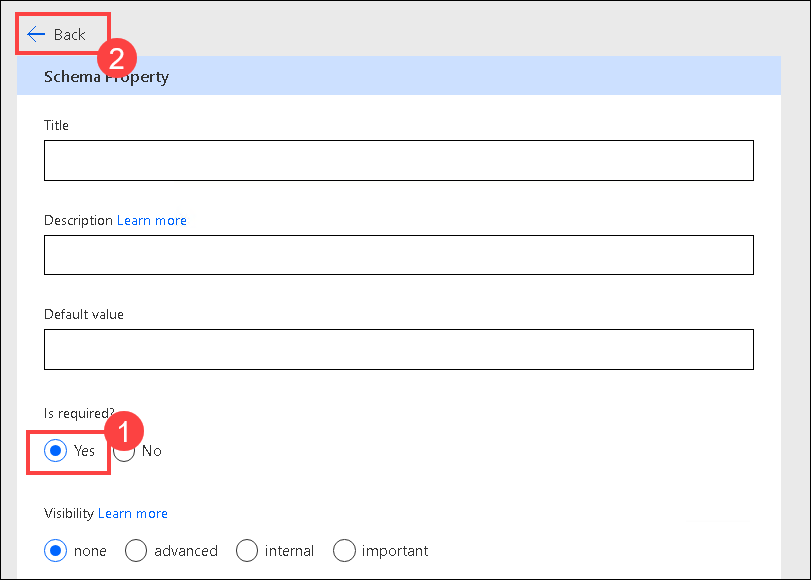 Back
2
Schema Property
Title
Description Learn more
Default value
Is required?
1
Yes No
Visibility Learn more
none advanced internal important